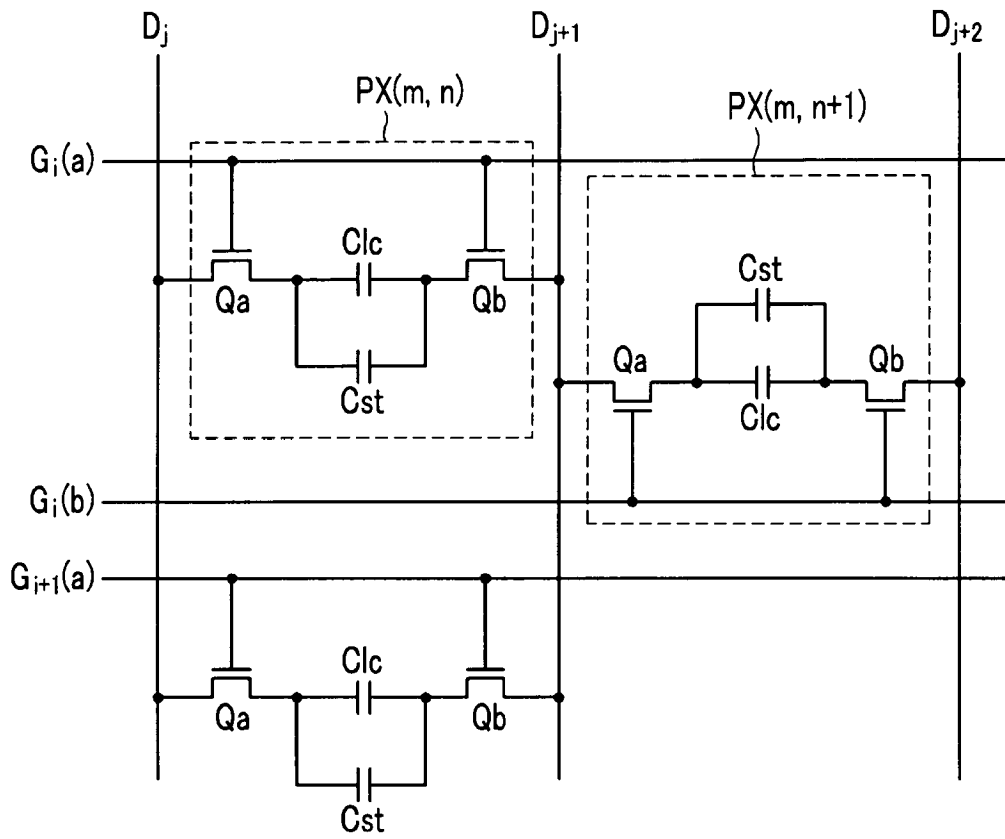 Dj Dj+1 Dj+2
PX(m, n)
PX(m, n+1)
Gi(a)
Clc
Cst
Qa Qb
Qa Qb
Cst
Clc
Gi(b)
Gi+1(a)
Clc
Qa Qb
Cst